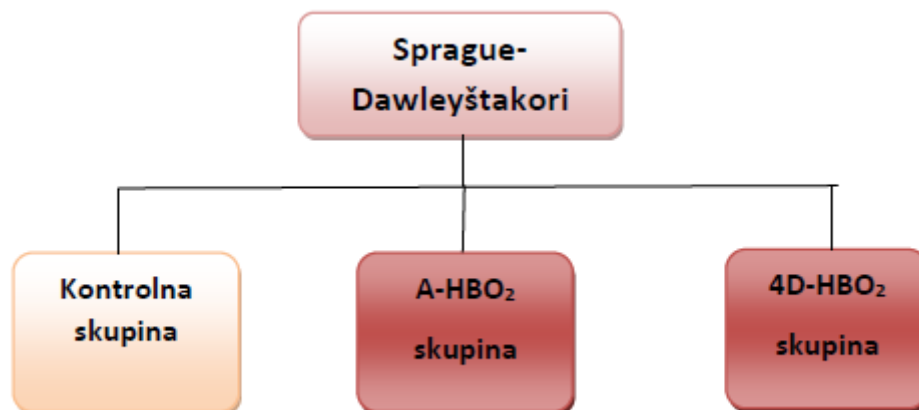 Sprague-
Dawleyštakori
Kontrolna
skupina
A-HBO₂
skupina
4D-HBO₂
skupina